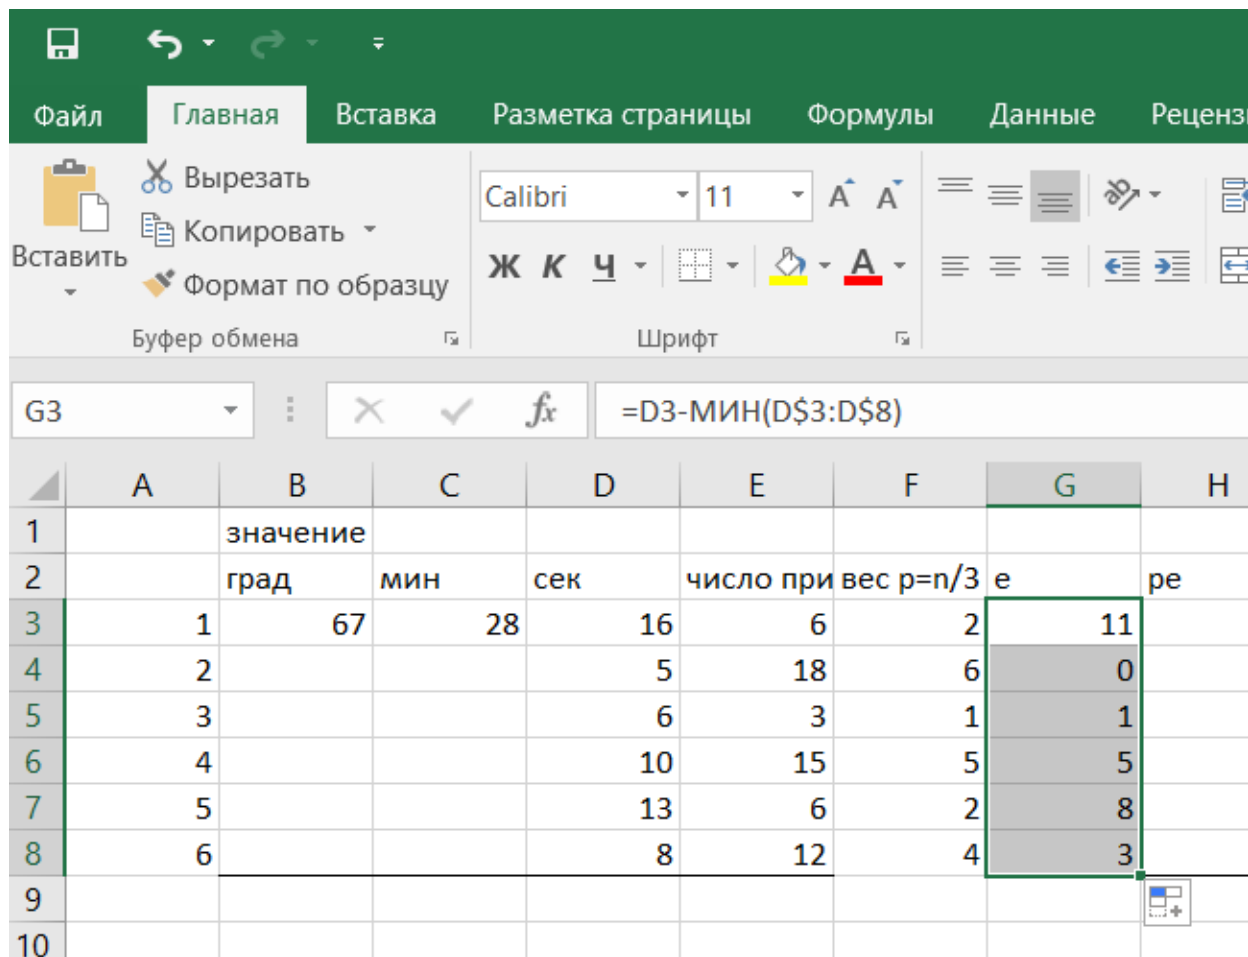 Файл Главная Вставка Разметка страницы Формулы Данные Реценз
Вставить
Вырезать
Копировать
Формат по образцу
Буфер обмена
Calibri 11
Ж К Ч А
Шрифт
G3 fx =D3-МИН(D$3:D$8)
A B C D E F G H
1 значение
2 град мин сек число при вес p=n/3 e pe
3 1 67 28 16 6 2 11
4 2 5 18 6 0
5 3 6 3 1 1
6 4 10 15 5 5
7 5 13 6 2 8
8 6 8 12 4 3
9
10